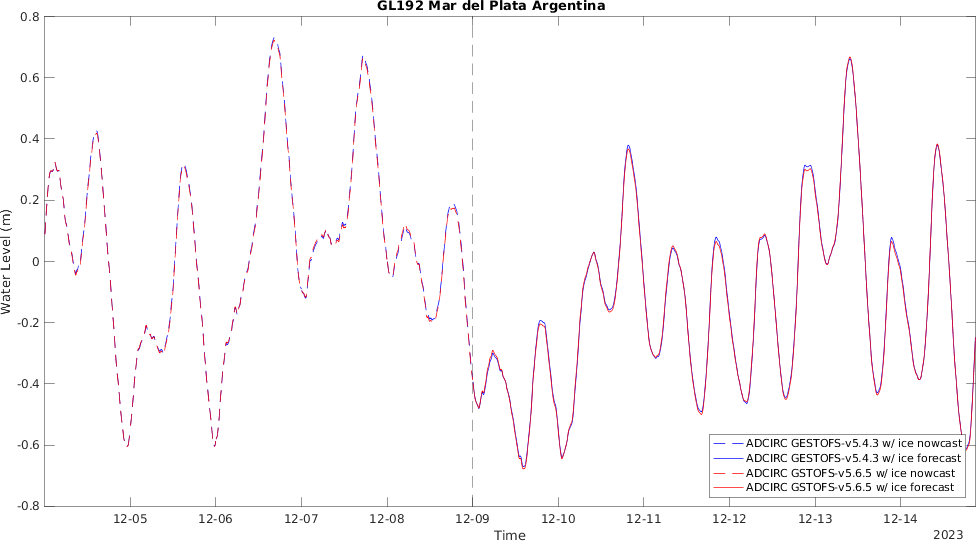 GL192 Mar del Plata Argentina
0.8
0.6
0.4
0.2
0
-0.2
-0.4
-0.6
-0.8
Water Level (m)
12-05 12-06 12-07 12-08 12-09 12-10 12-11 12-12 12-13 12-14
Time
2023
ADCIRC GESTOFS-v5.4.3 w/ ice nowcast
ADCIRC GESTOFS-v5.4.3 w/ ice forecast
ADCIRC GSTOFS-v5.6.5 w/ ice nowcast
ADCIRC GSTOFS-v5.6.5 w/ ice forecast